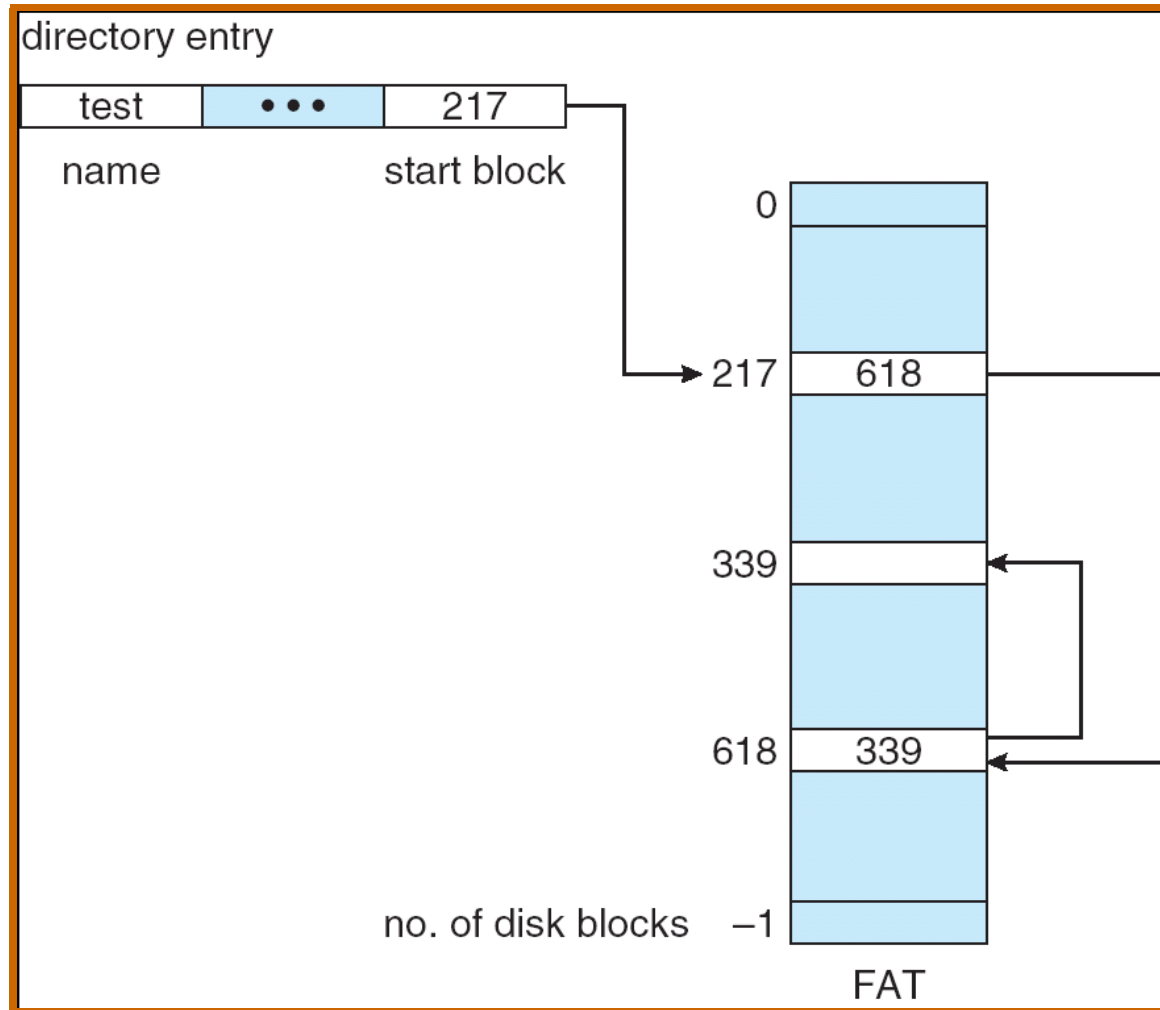 directory entry
test ••• 217
name start block
0
217 618
339
618 339
no. of disk blocks –1
FAT